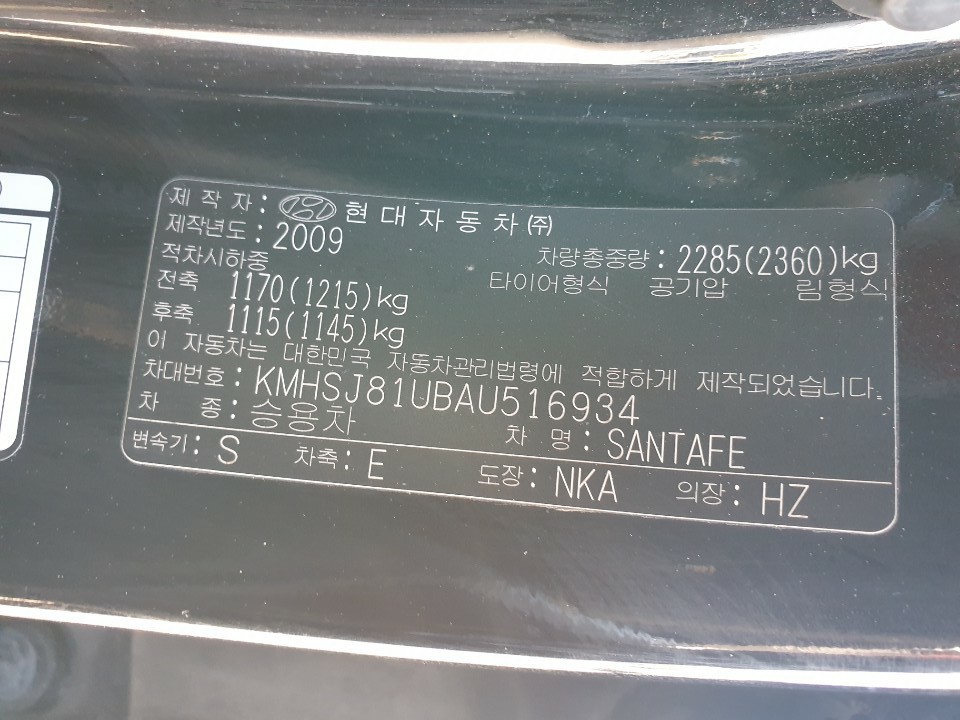 제 작 자 : 현 대 자 동 차 ㈜
제작년도 : 2009
적차시하중 차량총중량 : 2285(2360)kg
전축 1170(1215)kg 타이어형식 공기압 림형식
후축 1115(1145)kg
이 자동차는 대한민국 자동차관리법령에 적합하게 제작되었습니다.
차대번호 : KMHSJ81UBAU516934
차 종 : 승용차 차 명 : SANTAFE
변속기 : S 차축 : E 도장 : NKA 의장 : HZ